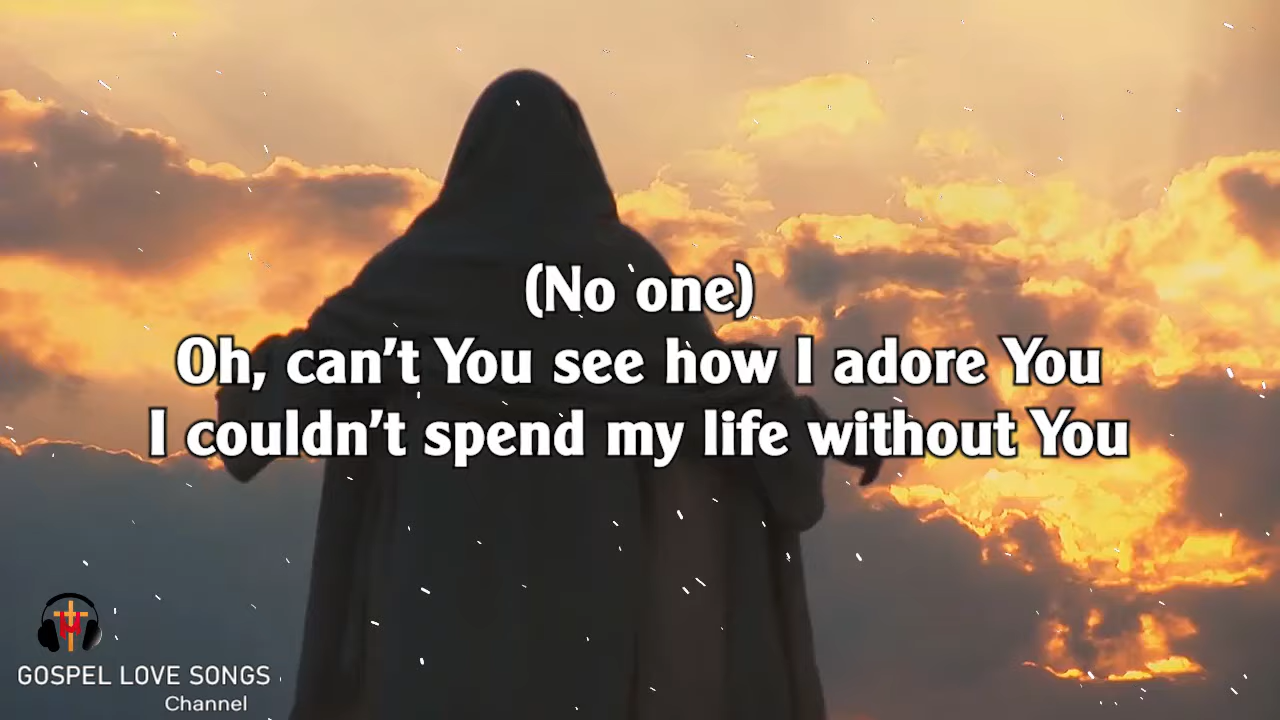 (No one)
Oh, can't You see how I adore You
I couldn't spend my life without You
GOSPEL LOVE SONGS
Channel